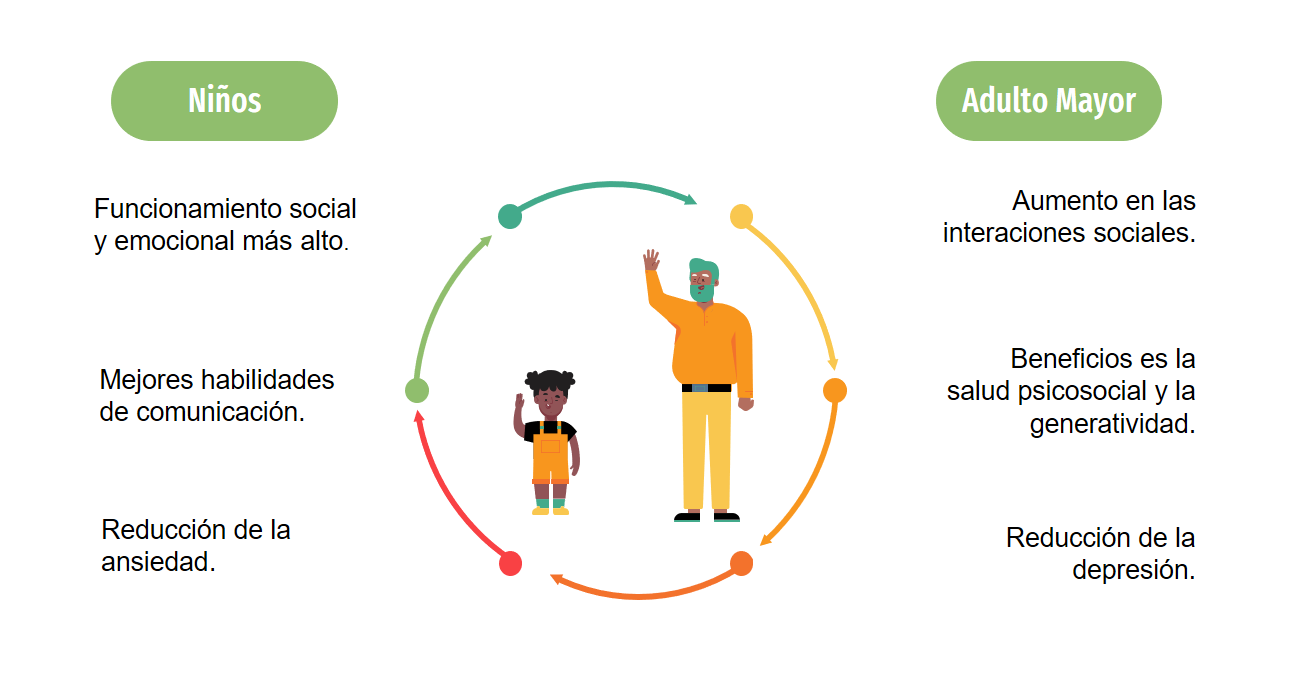 Niños
Funcionamiento social
y emocional más alto.
Mejores habilidades
de comunicación.
Reducción de la
ansiedad.
Adulto Mayor
Aumento en las
interaciones sociales.
Beneficios es la
salud psicosocial y la
generatividad.
Reducción de la
depresión.